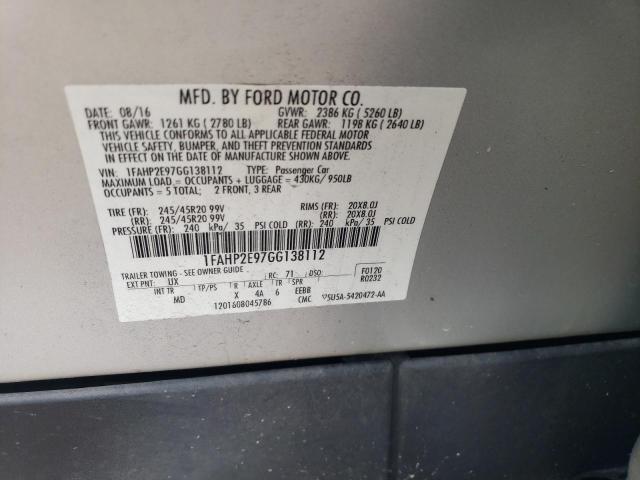 MFD. BY FORD MOTOR CO.
DATE: 08/16 GVWR: 2386 KG ( 5260 LB)
FRONT GAWR: 1261 KG ( 2780 LB) REAR GAWR: 1198 KG ( 2640 LB)
THIS VEHICLE CONFORMS TO ALL APPLICABLE FEDERAL MOTOR
VEHICLE SAFETY, BUMPER, AND THEFT PREVENTION STANDARDS
IN EFFECT ON THE DATE OF MANUFACTURE SHOWN ABOVE.
VIN: 1FAHP2E97GG138112 TYPE: Passenger Car
MAXIMUM LOAD = OCCUPANTS + LUGGAGE = 430KG/ 950LB
OCCUPANTS = 5 TOTAL: 2 FRONT, 3 REAR
TIRE (FR): 245/45R20 99V RIMS (FR): 20X8.0J
(RR): 245/45R20 99V (RR): 20X8.0J
PRESSURE (FR): 240 kPa/ 35 PSI COLD (RR): 240 kPa/ 35 PSI COLD
1FAHP2E97GG138112
TRAILER TOWING - SEE OWNER GUIDE. RC: 71 DSO: F0120
EXT PNT: UX R0232
INT TR TP/PS R AXLE TR SPR
MD X 4A 6 EEBB
1201608045786 CMC